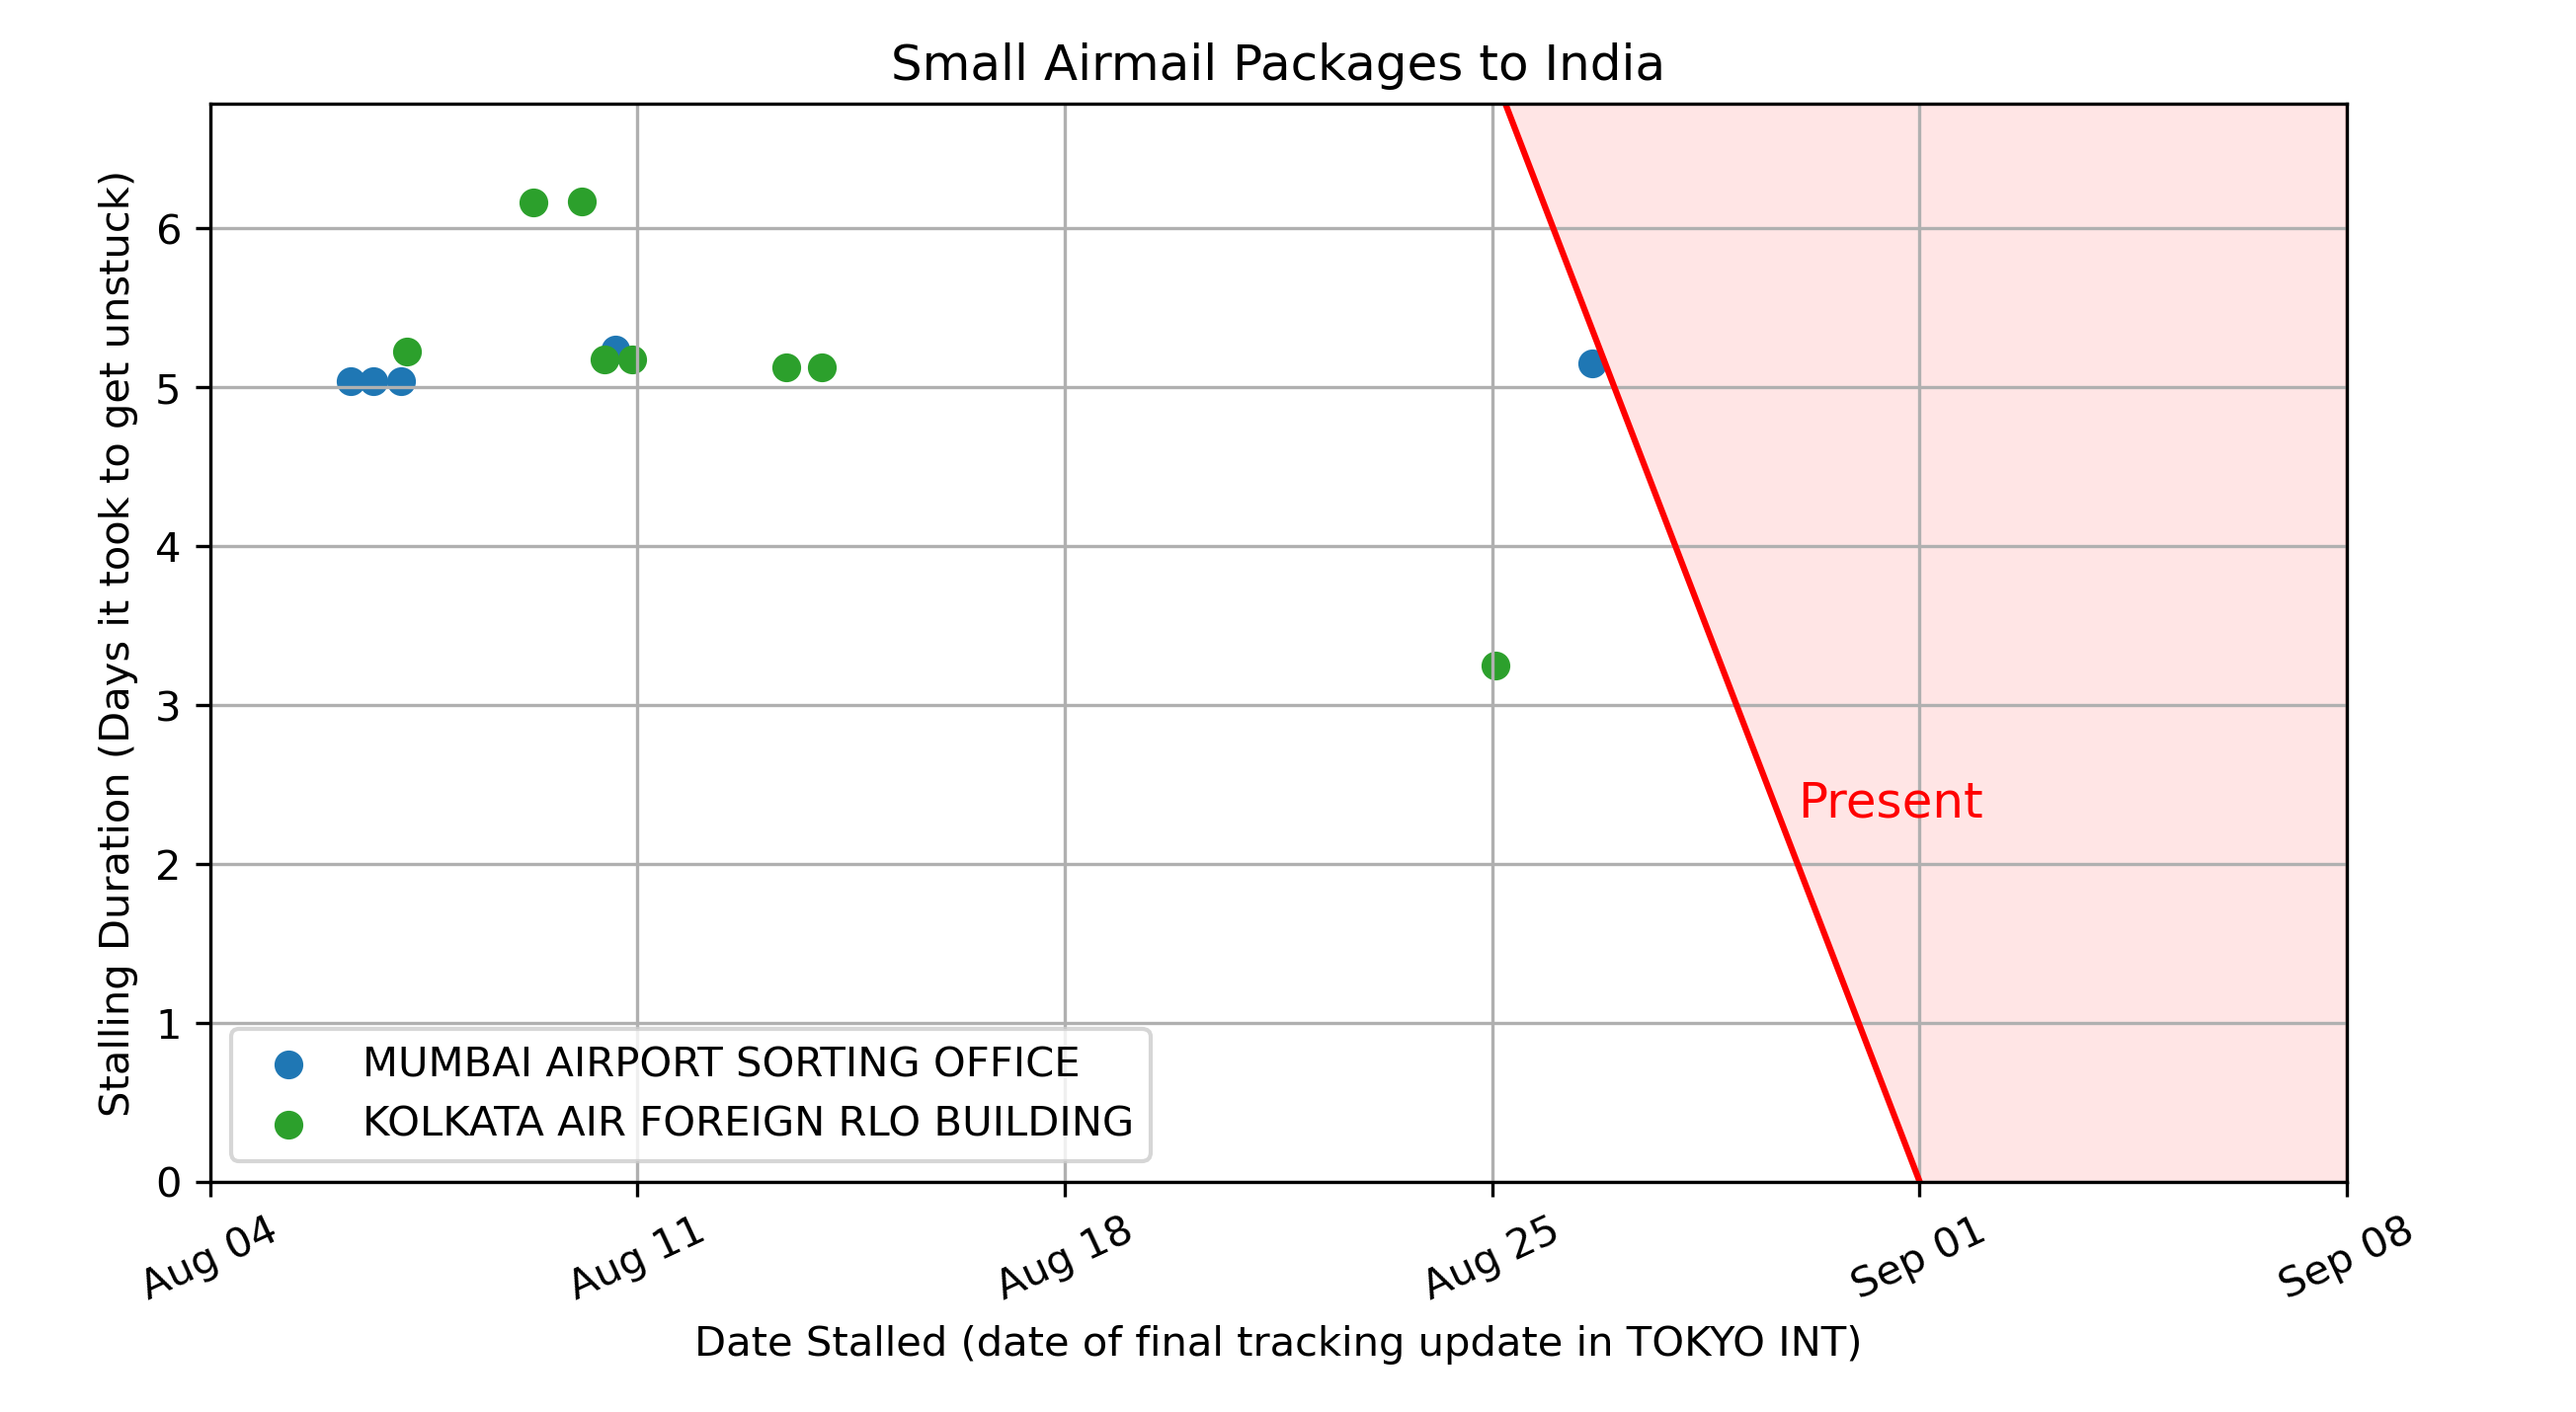 Small Airmail Packages to India
Stalling Duration (Days it took to get unstuck)
6
5
4
3
2
1
0
Present
MUMBAI AIRPORT SORTING OFFICE
KOLKATA AIR FOREIGN RLO BUILDING
Aug 04
Aug 11
Aug 18
Aug 25
Sep 01
Sep 08
Date Stalled (date of final tracking update in TOKYO INT)